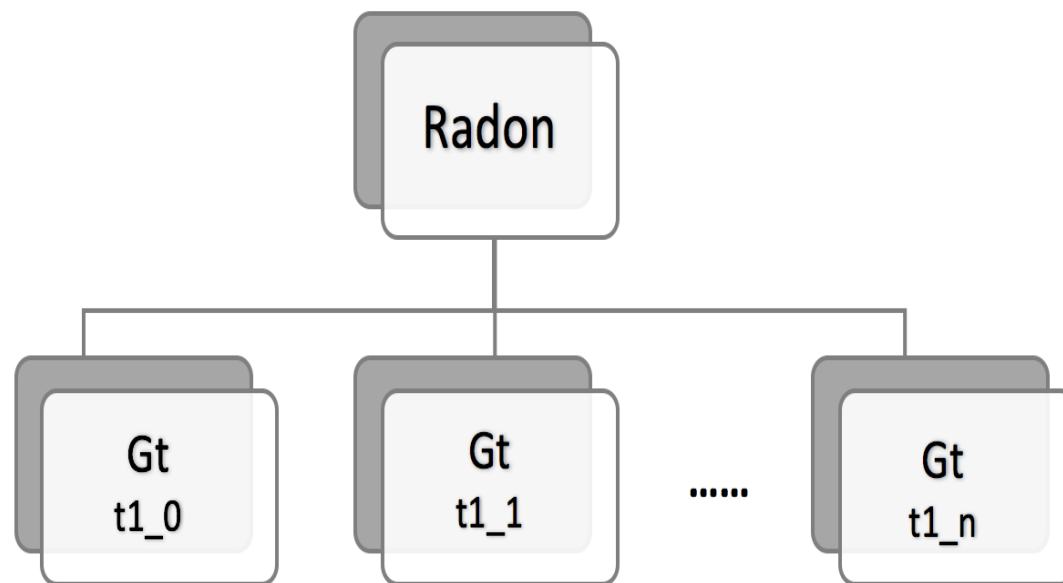 Radon
Gt
t1_0
Gt
t1_1
......
Gt
t1_n